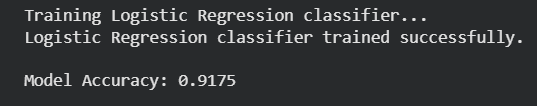 Training Logistic Regression classifier...
Logistic Regression classifier trained successfully.
Model Accuracy: 0.9175